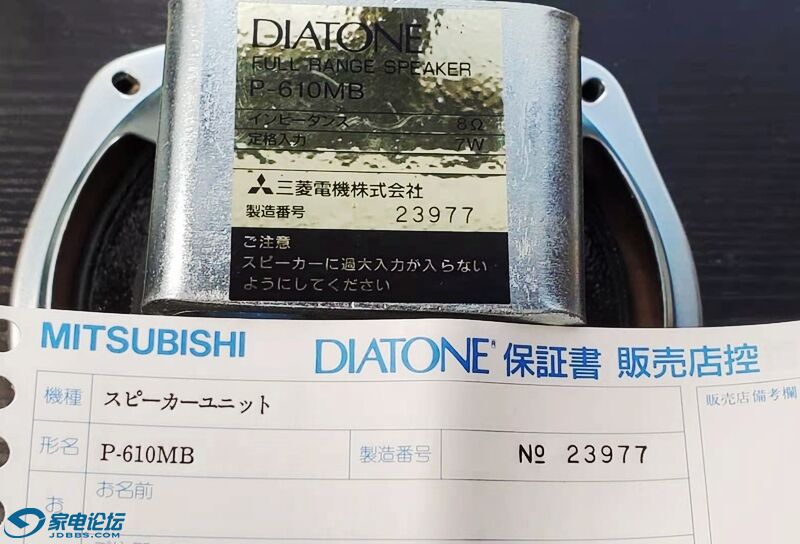 DIATONE
FULL RANGE SPEAKER
P-610MB
インピータンス 8Ω
定格入力 7W
三菱電機株式会社
製造番号 23977
ご注意
スピーカーに過大入力が入らない
ようにしてください
MITSUBISHI DIATONE® 保証書 販売店控
機種 スピーカーユニット 販売店備考欄
形名 P-610MB 製造番号 № 23977
お お名前
家电论坛
JDBBS.COM